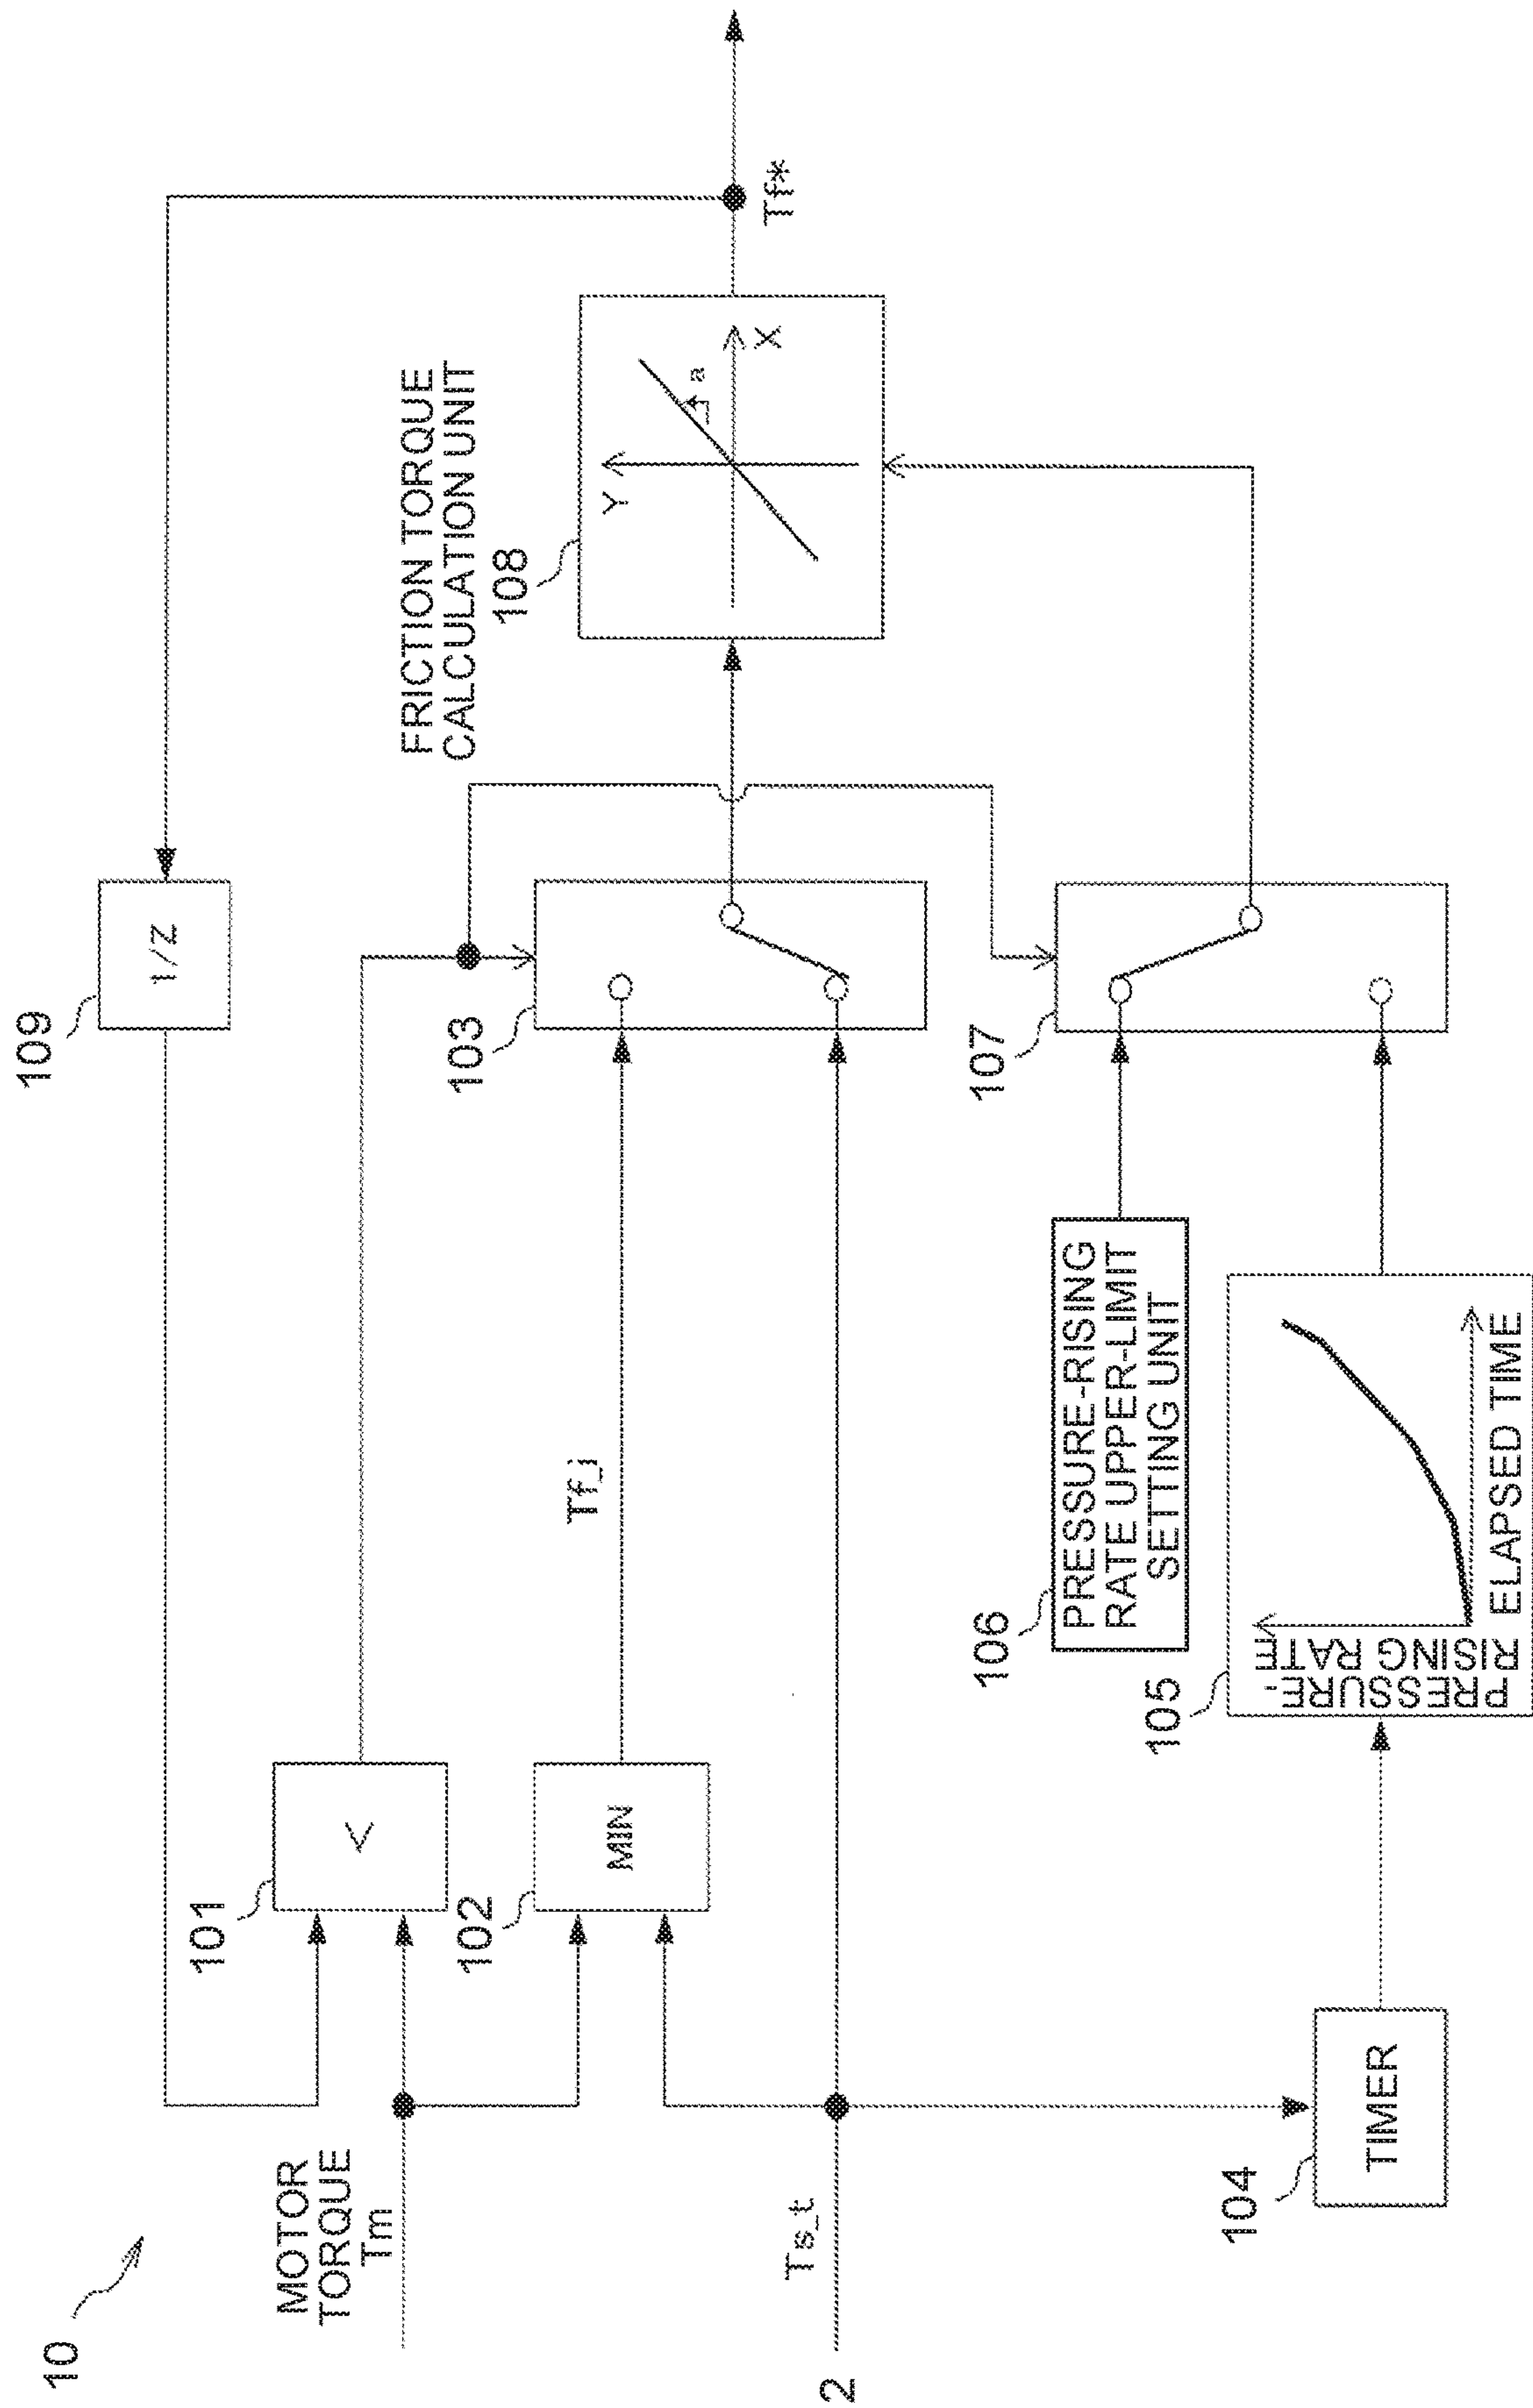 10
109
1/Z
MOTOR
TORQUE
Tm
101
<
102
MIN
Tf_j
103
FRICTION TORQUE
CALCULATION UNIT
108
Y
X
a
Tf*
2
Ts_t
104
TIMER
105
PRESSURE-
RISING RATE
ELAPSED TIME
106
PRESSURE-RISING
RATE UPPER-LIMIT
SETTING UNIT
107